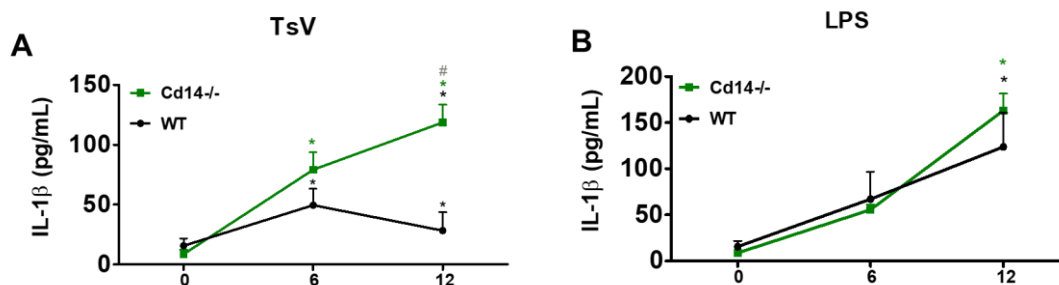 A
TsV
IL-1β (pg/mL)
150
100
50
0
Cd14-/-
WT
*
*
#
*
*
*
0
6
12
B
LPS
IL-1β (pg/mL)
200
150
100
50
0
Cd14-/-
WT
*
*
0
6
12